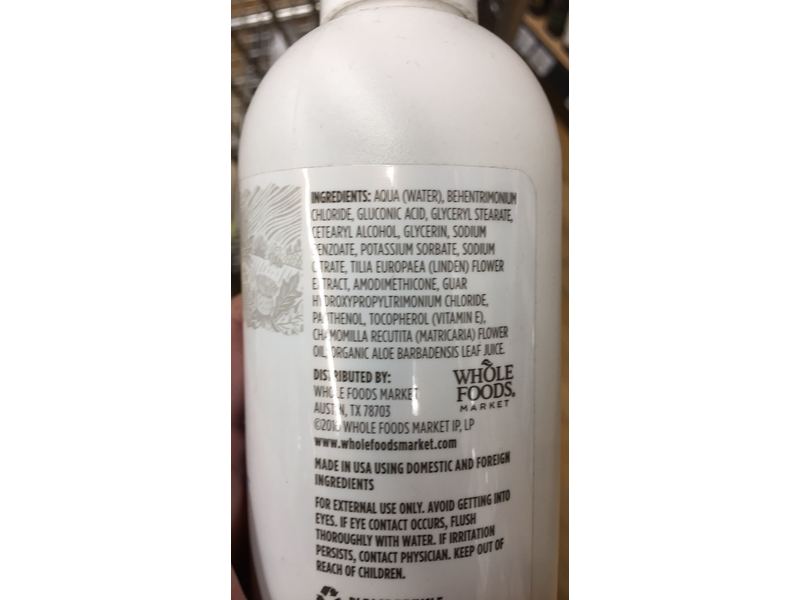 INGREDIENTS: AQUA (WATER), BEHENTRIMONIUM
CHLORIDE, GLUCONIC ACID, GLYCERYL STEARATE,
CETEARYL ALCOHOL, GLYCERIN, SODIUM
BENZOATE, POTASSIUM SORBATE, SODIUM
CITRATE, TILIA EUROPAEA (LINDEN) FLOWER
EXTRACT, AMODIMETHICONE, GUAR
HYDROXYPROPYLTRIMONIUM CHLORIDE,
PANTHENOL, TOCOPHEROL (VITAMIN E),
CHAMOMILLA RECUTITA (MATRICARIA) FLOWER
OIL, ORGANIC ALOE BARBADENSIS LEAF JUICE.
DISTRIBUTED BY:
WHOLE FOODS MARKET
AUSTIN, TX 78703
WHOLE FOODS MARKET IP, LP
www.wholefoodsmarket.com
WHOLE
FOODS®
MARKET
MADE IN USA USING DOMESTIC AND FOREIGN
INGREDIENTS
FOR EXTERNAL USE ONLY. AVOID GETTING INTO
EYES. IF EYE CONTACT OCCURS, FLUSH
THOROUGHLY WITH WATER. IF IRRITATION
PERSISTS, CONTACT PHYSICIAN. KEEP OUT OF
REACH OF CHILDREN.